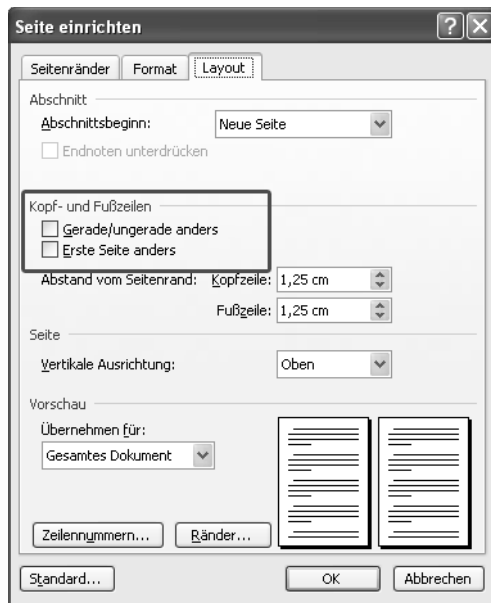 Seite einrichten
Seitenränder Format Layout
Abschnitt
Abschnittsbeginn: Neue Seite
Endnoten unterdrücken
Kopf- und Fußzeilen
Gerade/ungerade anders
Erste Seite anders
Abstand vom Seitenrand: Kopfzeile: 1,25 cm
Fußzeile: 1,25 cm
Seite
Vertikale Ausrichtung: Oben
Vorschau
Übernehmen für:
Gesamtes Dokument
Zeilennummern... Ränder...
Standard... OK Abbrechen